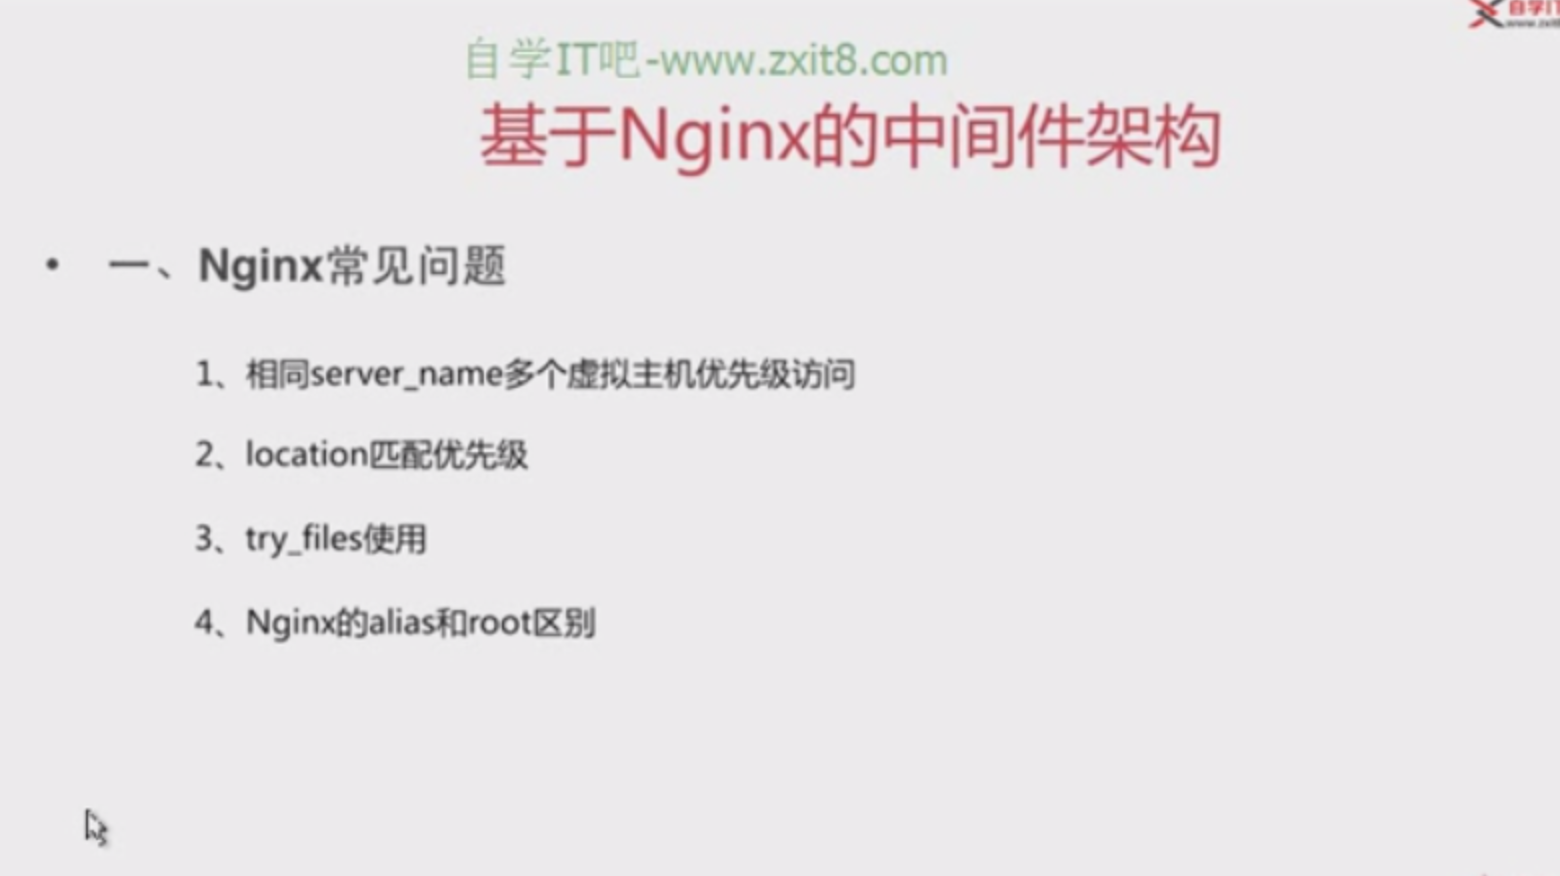 自学IT
自学IT吧-www.zxit8.com
基于Nginx的中间件架构
• 一、Nginx常见问题
1、相同server_name多个虚拟主机优先级访问
2、location匹配优先级
3、try_files使用
4、Nginx的alias和root区别